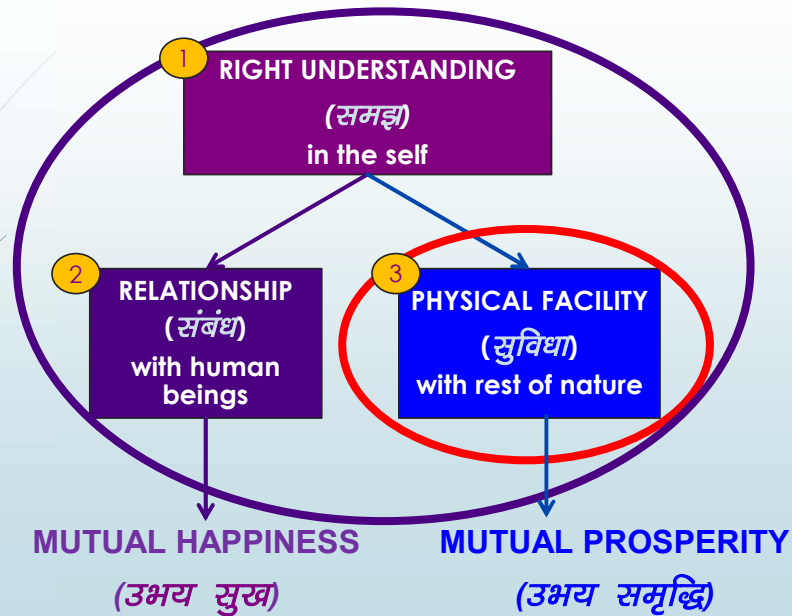 1
RIGHT UNDERSTANDING
(समझ)
in the self
2
RELATIONSHIP
(संबंध)
with human
beings
3
PHYSICAL FACILITY
(सुविधा)
with rest of nature
MUTUAL HAPPINESS
(उभय सुख)
MUTUAL PROSPERITY
(उभय समृद्धि)